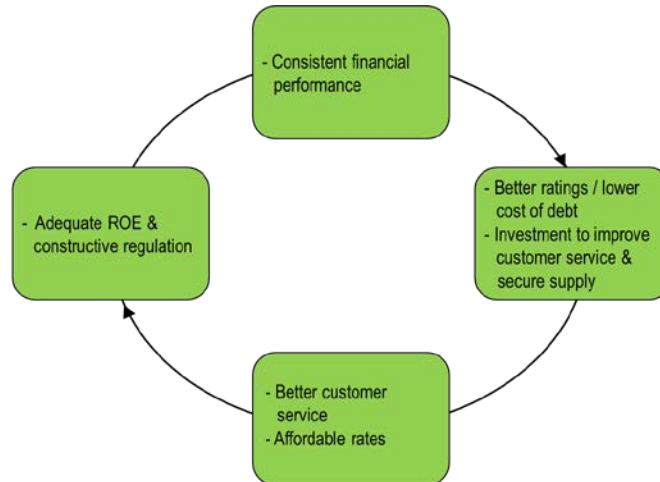 - Consistent financial
performance
- Adequate ROE &
constructive regulation
- Better ratings / lower
cost of debt
- Investment to improve
customer service &
secure supply
- Better customer
service
- Affordable rates